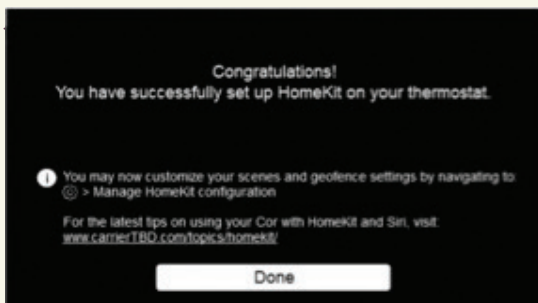 Congratulations!
You have successfully set up HomeKit on your thermostat.
You may now customize your scenes and geofence settings by navigating to:
> Manage HomeKit configuration
For the latest tips on using your Cor with HomeKit and Siri, visit:
www.carrierTBD.com/topics/homekit/
Done